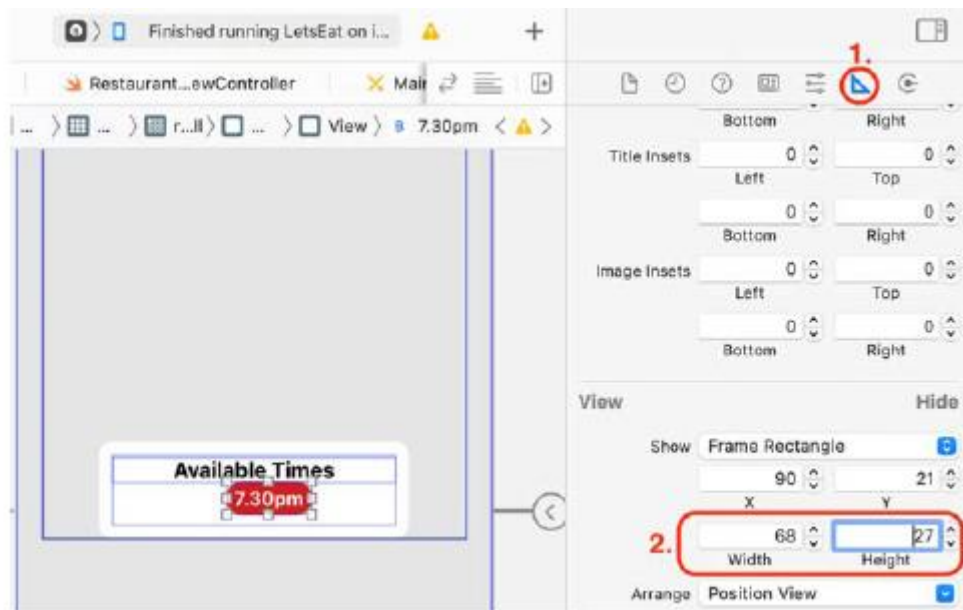 Finished running LetsEat on i...
1.
Restaurant...ewController
Mai
... r...ll ... View B 7.30pm
Bottom Right
Title Insets 0 0
Left Top
0 0
Bottom Right
Image Insets 0 0
Left Top
0 0
Bottom Right
View Hide
Show Frame Rectangle
90 21
X Y
Available Times
7.30pm
2. 68 27
Width Height
Arrange Position View